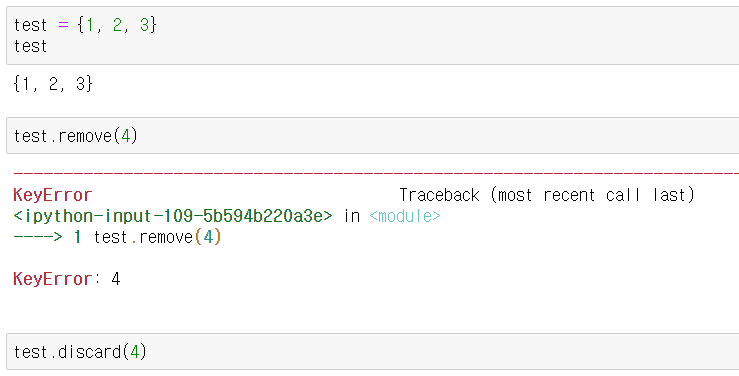 test = {1, 2, 3}
test
{1, 2, 3}
test.remove(4)
---------------------------------------------------------------------------
KeyError                                  Traceback (most recent call last)
<ipython-input-109-5b594b220a3e> in <module>
----> 1 test.remove(4)
KeyError: 4
test.discard(4)